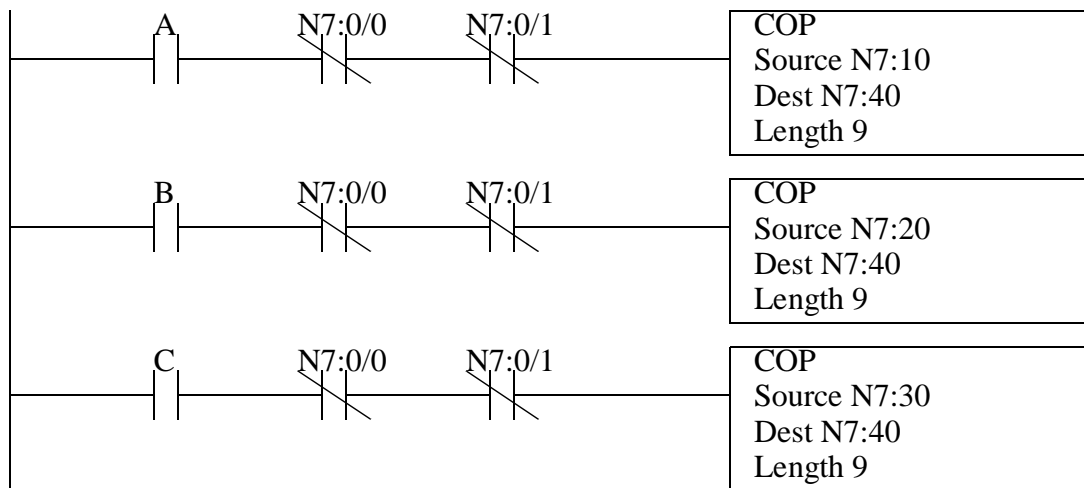 A N7:0/0 N7:0/1 COP
Source N7:10
Dest N7:40
Length 9
B N7:0/0 N7:0/1 COP
Source N7:20
Dest N7:40
Length 9
C N7:0/0 N7:0/1 COP
Source N7:30
Dest N7:40
Length 9